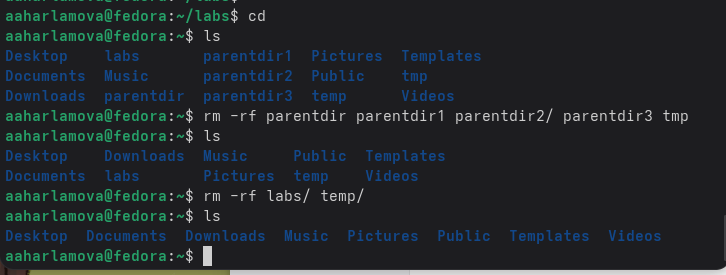 aaharlamova@fedora:~/labs$ cd
aaharlamova@fedora:~$ ls
Desktop    labs       parentdir1  Pictures  Templates
Documents  Music      parentdir2  Public    tmp
Downloads  parentdir  parentdir3  temp      Videos
aaharlamova@fedora:~$ rm -rf parentdir parentdir1 parentdir2/ parentdir3 tmp
aaharlamova@fedora:~$ ls
Desktop    Downloads  Music     Public  Templates
Documents  labs       Pictures  temp    Videos
aaharlamova@fedora:~$ rm -rf labs/ temp/
aaharlamova@fedora:~$ ls
Desktop  Documents  Downloads  Music  Pictures  Public  Templates  Videos
aaharlamova@fedora:~$